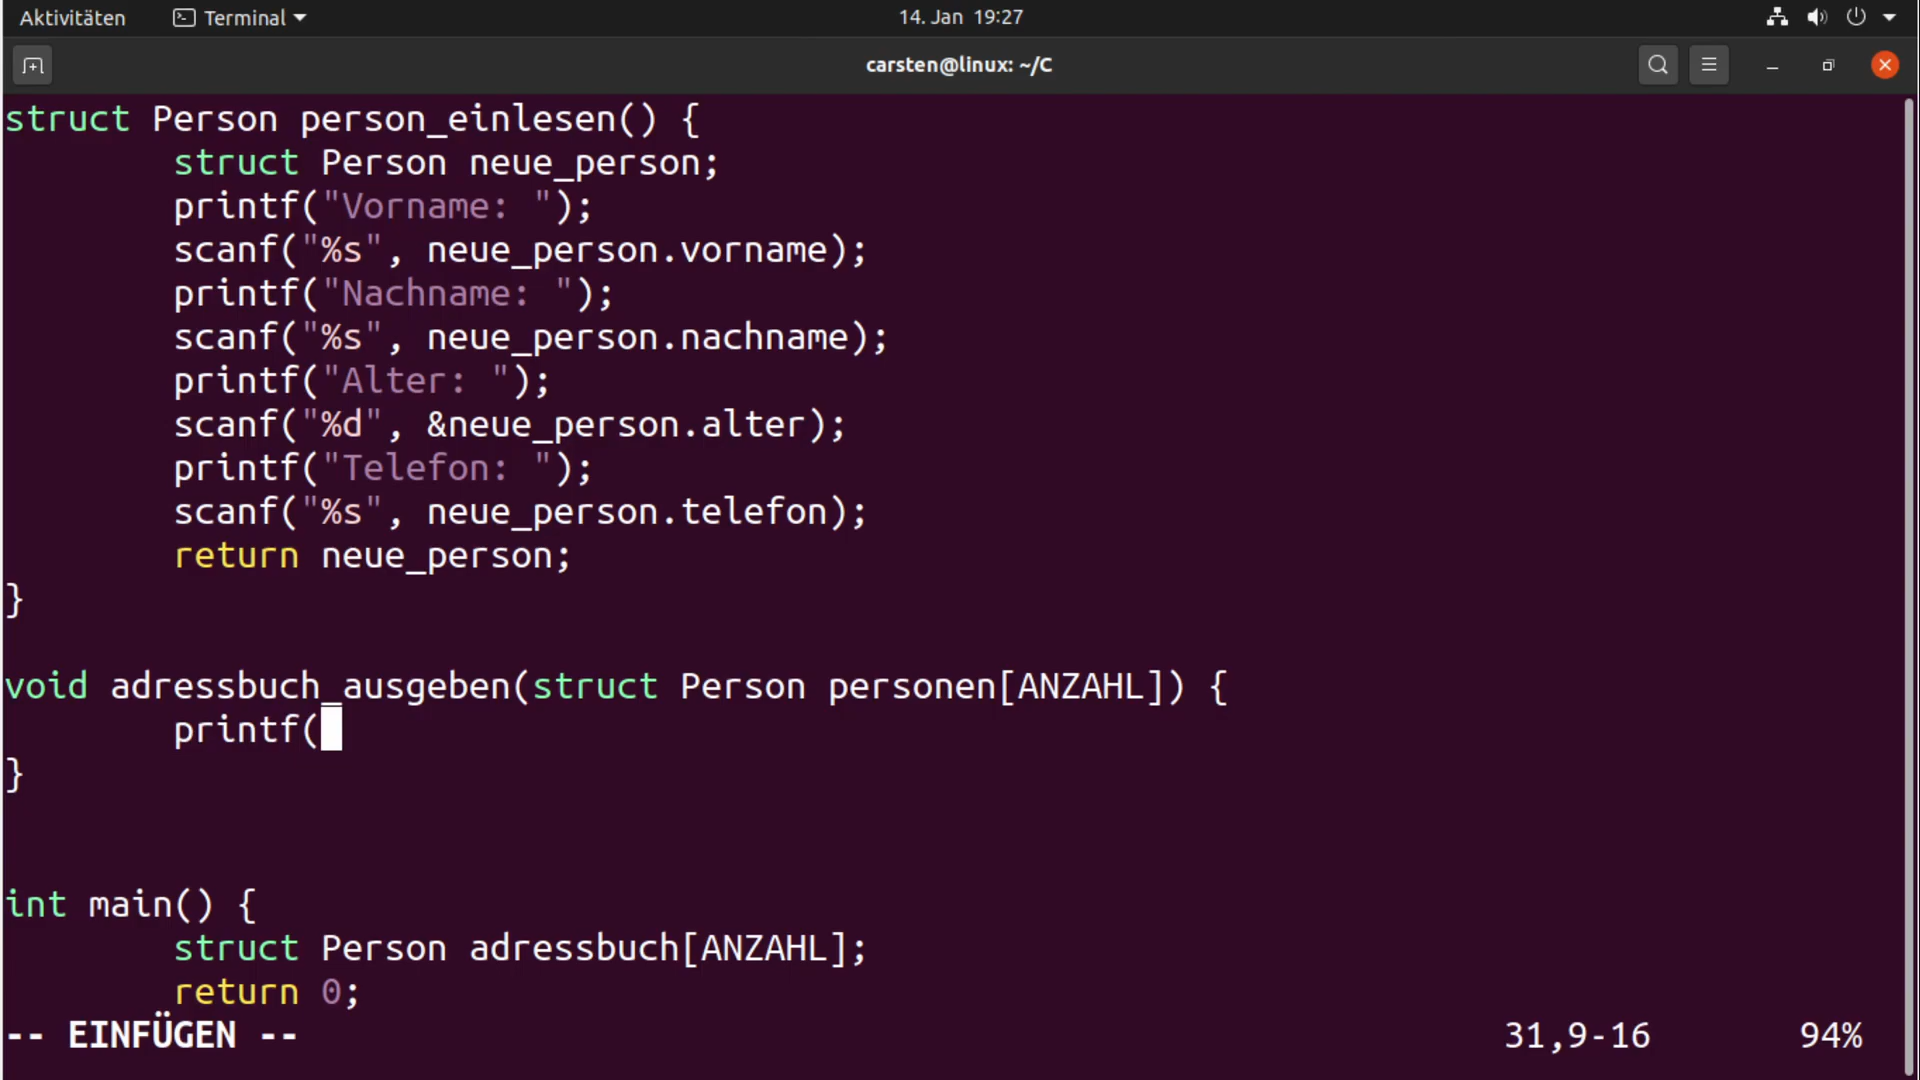 Aktivitäten Terminal 14. Jan 19:27
carsten@linux: ~/C
struct Person person_einlesen() {
        struct Person neue_person;
        printf("Vorname: ");
        scanf("%s", neue_person.vorname);
        printf("Nachname: ");
        scanf("%s", neue_person.nachname);
        printf("Alter: ");
        scanf("%d", &neue_person.alter);
        printf("Telefon: ");
        scanf("%s", neue_person.telefon);
        return neue_person;
}
void adressbuch_ausgeben(struct Person personen[ANZAHL]) {
        printf(
}
int main() {
        struct Person adressbuch[ANZAHL];
        return 0;
-- EINFÜGEN -- 31,9-16 94%